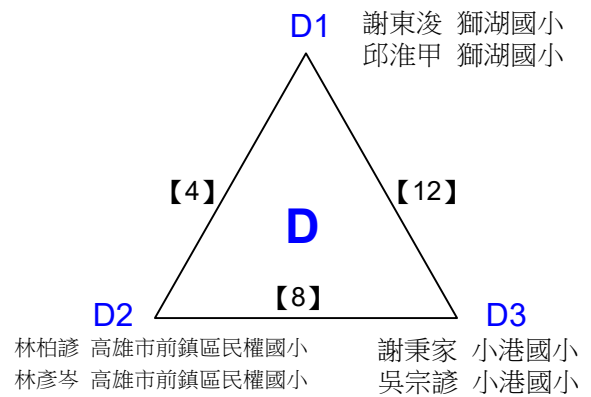 D1
謝東浚 獅湖國小
邱淮甲 獅湖國小
【4】
【12】
D
【8】
D2
林柏諺 高雄市前鎮區民權國小
林彥岑 高雄市前鎮區民權國小
D3
謝秉家 小港國小
吳宗諺 小港國小